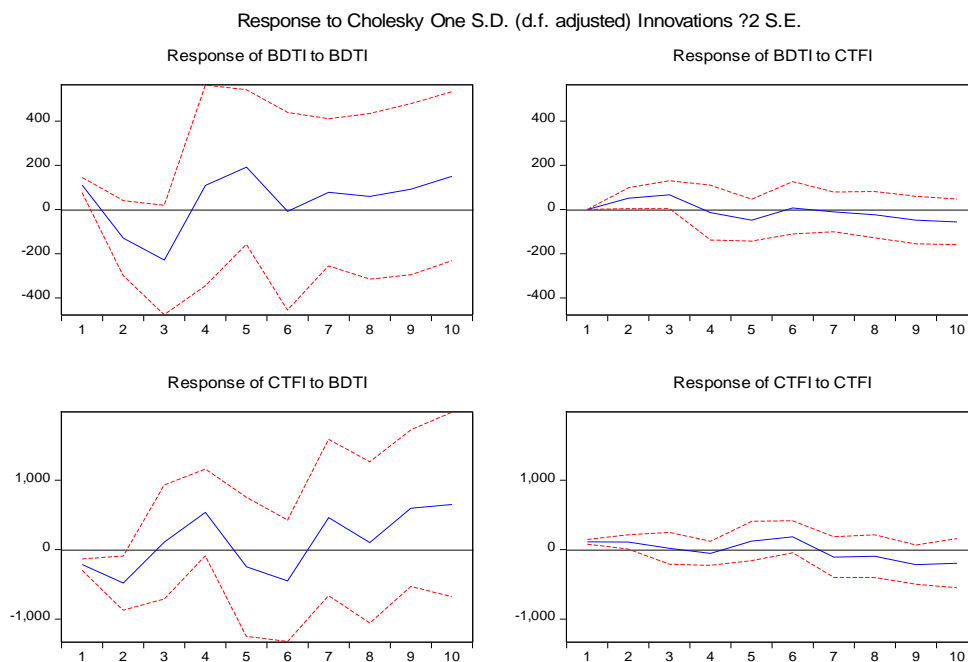 Response to Cholesky One S.D. (d.f. adjusted) Innovations ?2 S.E.
Response of BDTI to BDTI
400
200
0
-200
-400
1 2 3 4 5 6 7 8 9 10
Response of BDTI to CTFI
400
200
0
-200
-400
1 2 3 4 5 6 7 8 9 10
Response of CTFI to BDTI
1,000
0
-1,000
1 2 3 4 5 6 7 8 9 10
Response of CTFI to CTFI
1,000
0
-1,000
1 2 3 4 5 6 7 8 9 10